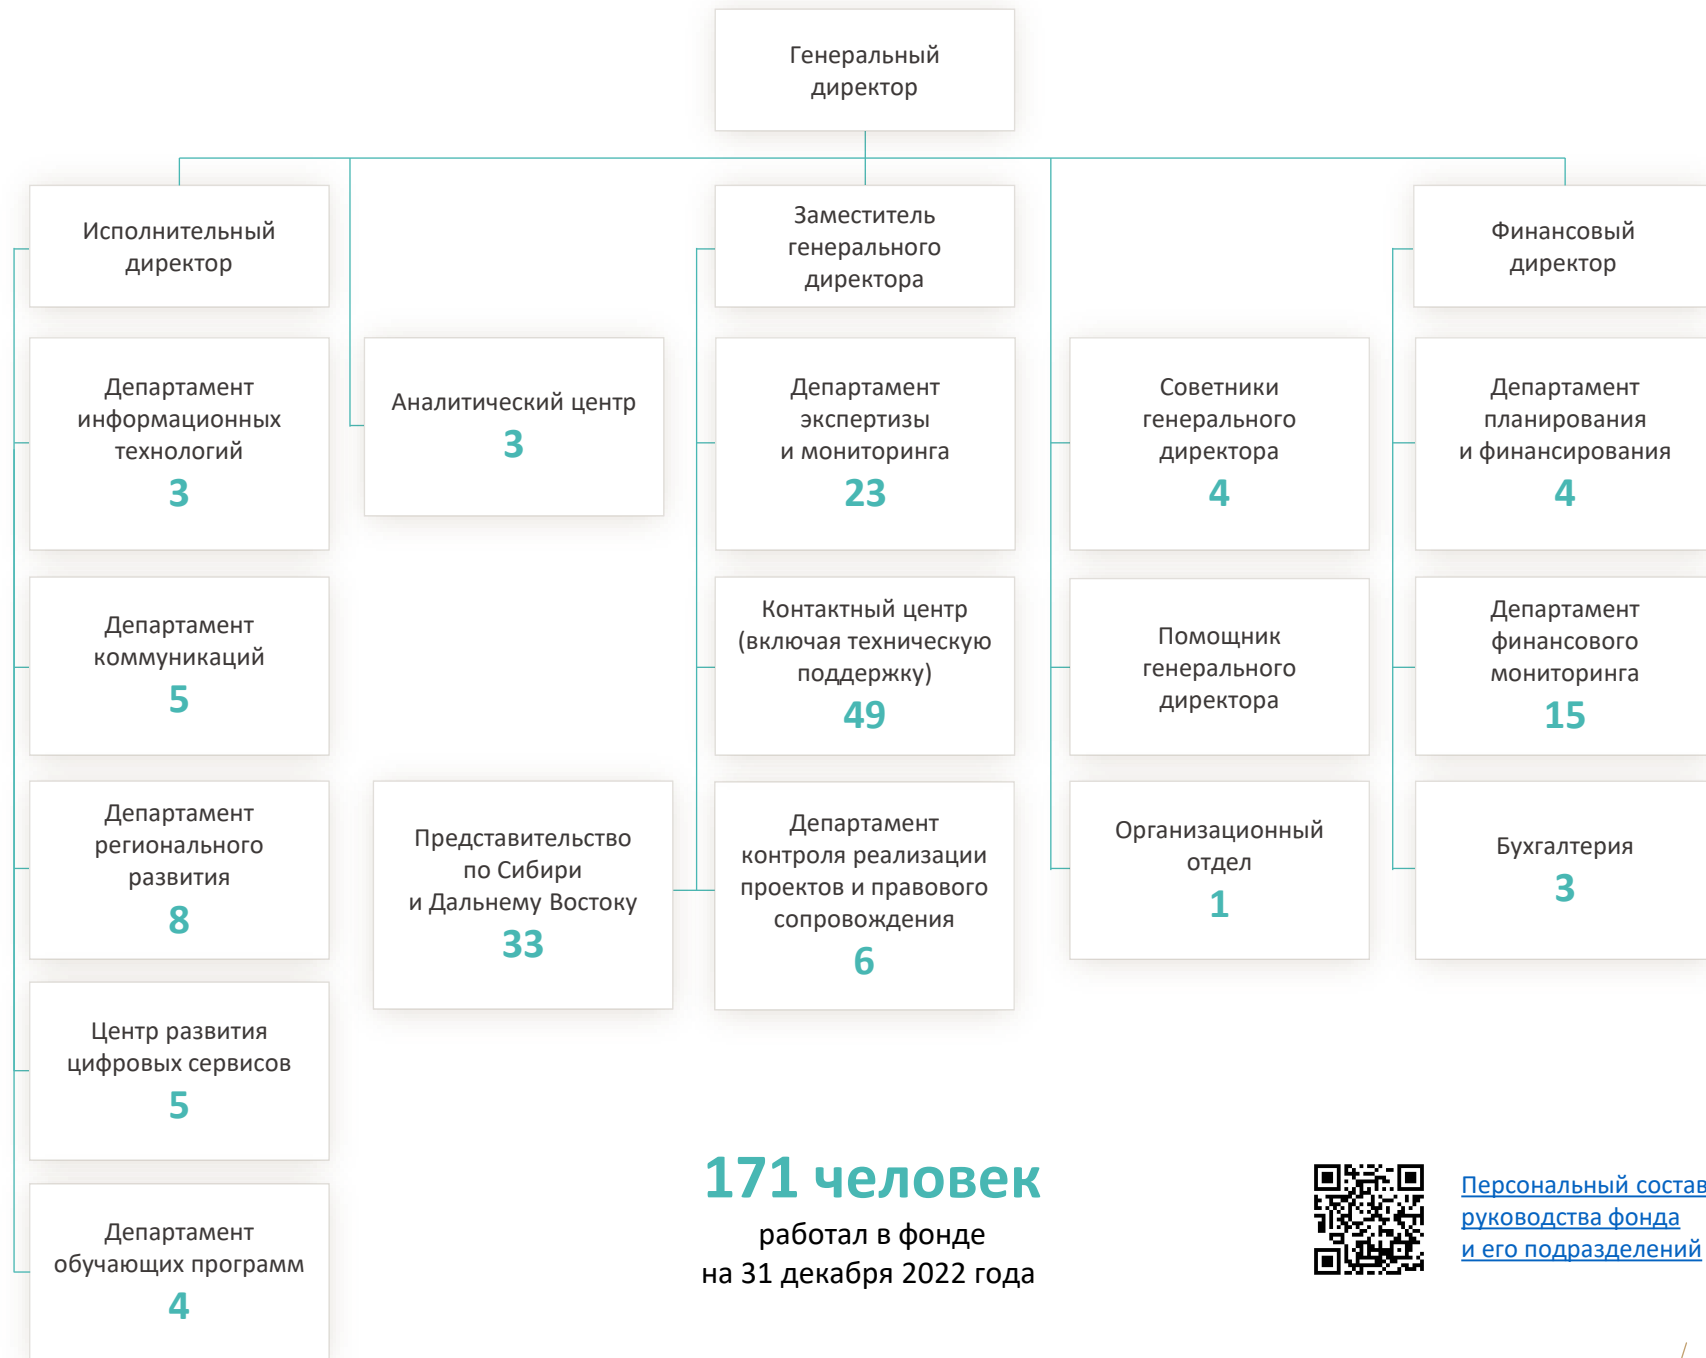 Генеральный
директор
Исполнительный
директор
Заместитель
генерального
директора
Финансовый
директор
Департамент
информационных
технологий
3
Аналитический центр
3
Департамент
экспертизы
и мониторинга
23
Советники
генерального
директора
4
Департамент
планирования
и финансирования
4
Департамент
коммуникаций
5
Контактный центр
(включая техническую
поддержку)
49
Помощник
генерального
директора
Департамент
финансового
мониторинга
15
Департамент
регионального
развития
8
Представительство
по Сибири
и Дальнему Востоку
33
Департамент
контроля реализации
проектов и правового
сопровождения
6
Организационный
отдел
1
Бухгалтерия
3
Центр развития
цифровых сервисов
5
Департамент
обучающих программ
4
171 человек
работал в фонде
на 31 декабря 2022 года
Персональный состав
руководства фонда
и его подразделений
/